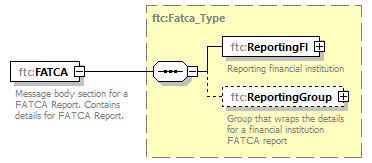 ftc:Fatca_Type
ftc:FATCA
Message body section for a
FATCA Report. Contains
details for FATCA Report.
ftc:ReportingFI
Reporting financial institution
ftc:ReportingGroup
Group that wraps the details
for a financial institution
FATCA report